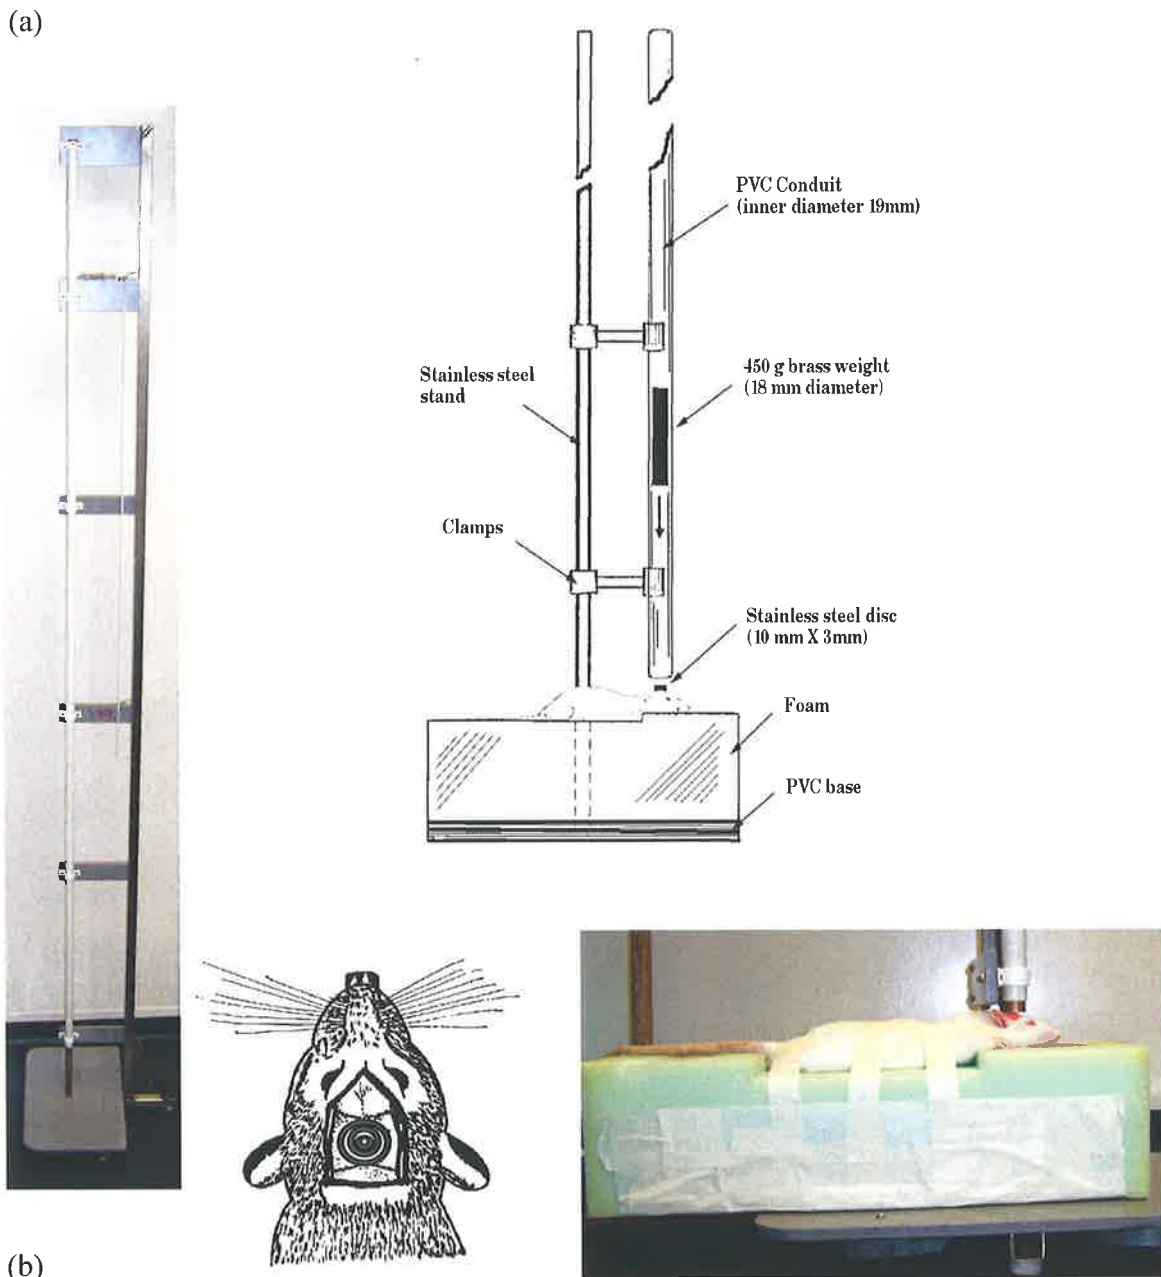 (a)
PVC Conduit
(inner diameter 19mm)
450 g brass weight
(18 mm diameter)
Stainless steel
stand
Clamps
Stainless steel disc
(10 mm X 3mm)
Foam
PVC base
(b)